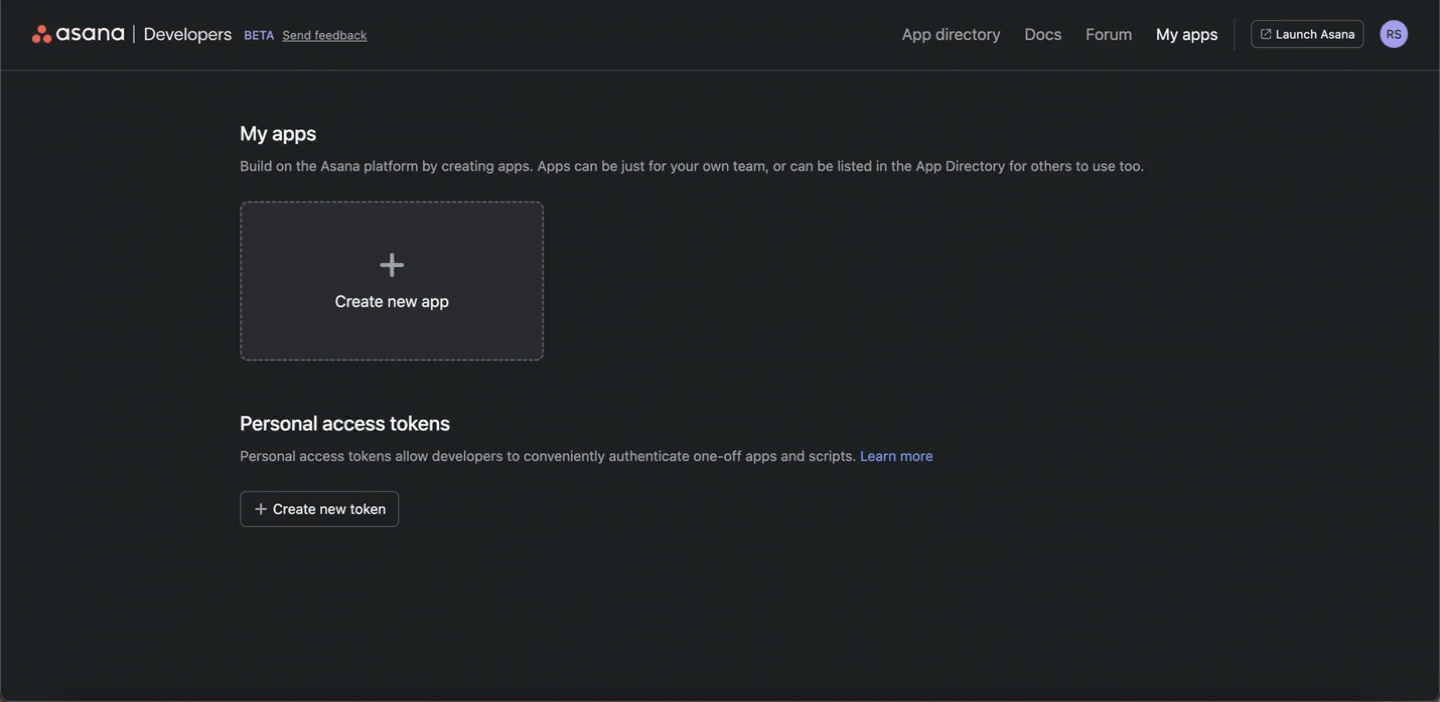 asana Developers BETA Send feedback App directory Docs Forum My apps Launch Asana RS
My apps
Build on the Asana platform by creating apps. Apps can be just for your own team, or can be listed in the App Directory for others to use too.
Create new app
Personal access tokens
Personal access tokens allow developers to conveniently authenticate one-off apps and scripts. Learn more
Create new token